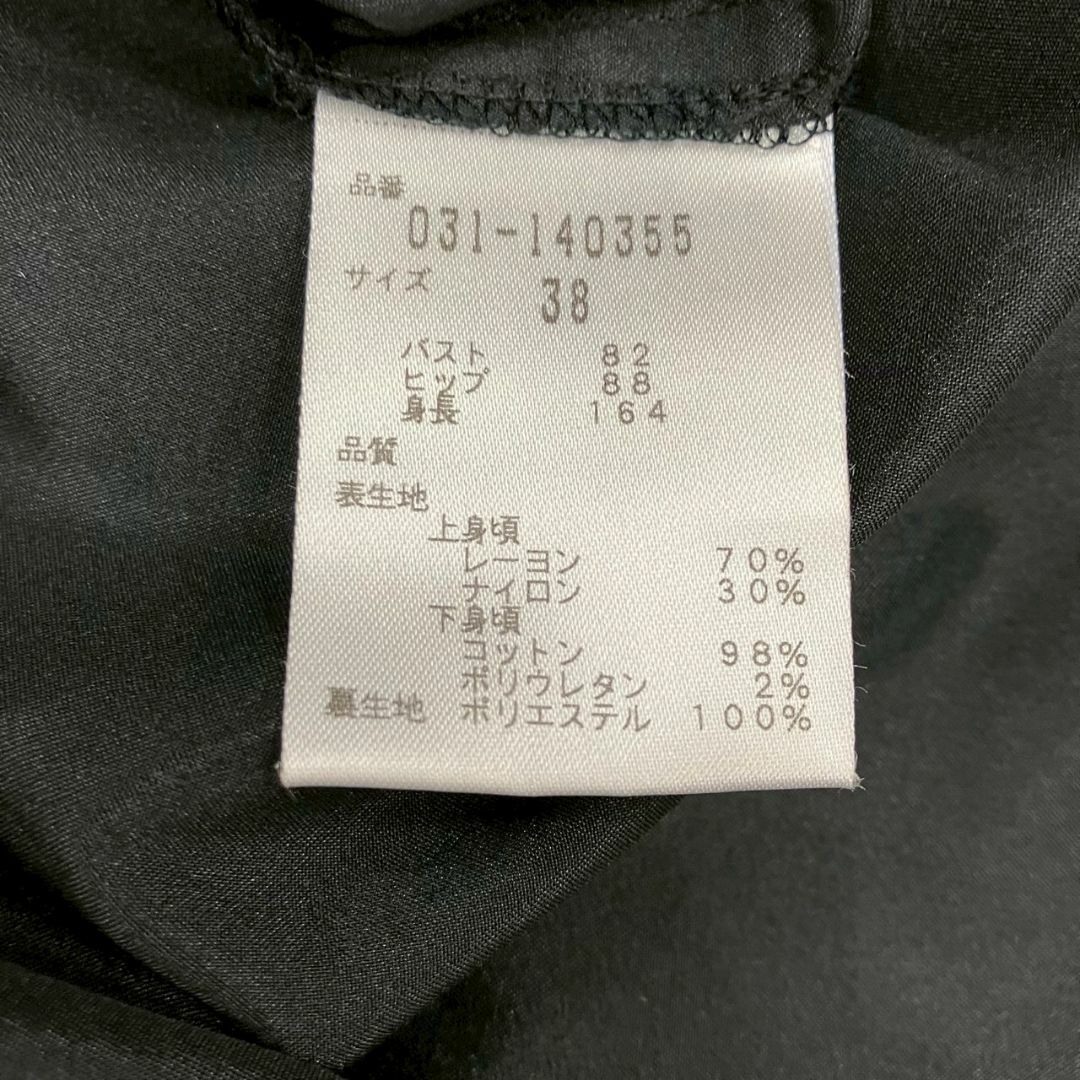 品番
031-140355
サイズ 38
バスト 82
ヒップ 88
身長 164
品質
表生地
上身頃
レーヨン 70%
ナイロン 30%
下身頃
コットン 98%
ポリウレタン 2%
裏生地 ポリエステル 100%